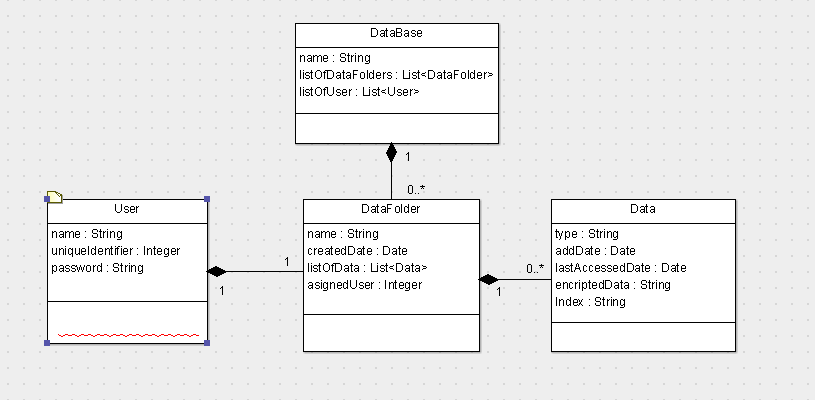 DataBase
name : String
listOfDataFolders : List<DataFolder>
listOfUser : List<User>
1
0..*
User
name : String
uniqueIdentifier : Integer
password : String
1
1
DataFolder
name : String
createdDate : Date
listOfData : List<Data>
asignedUser : Integer
1
0..*
Data
type : String
addDate : Date
lastAccessedDate : Date
encriptedData : String
Index : String